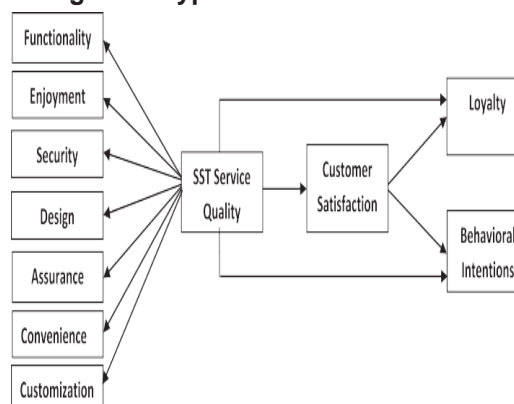 Functionality
Enjoyment
Security
Design
Assurance
Convenience
Customization
SST Service
Quality
Customer
Satisfaction
Loyalty
Behavioral
Intentions